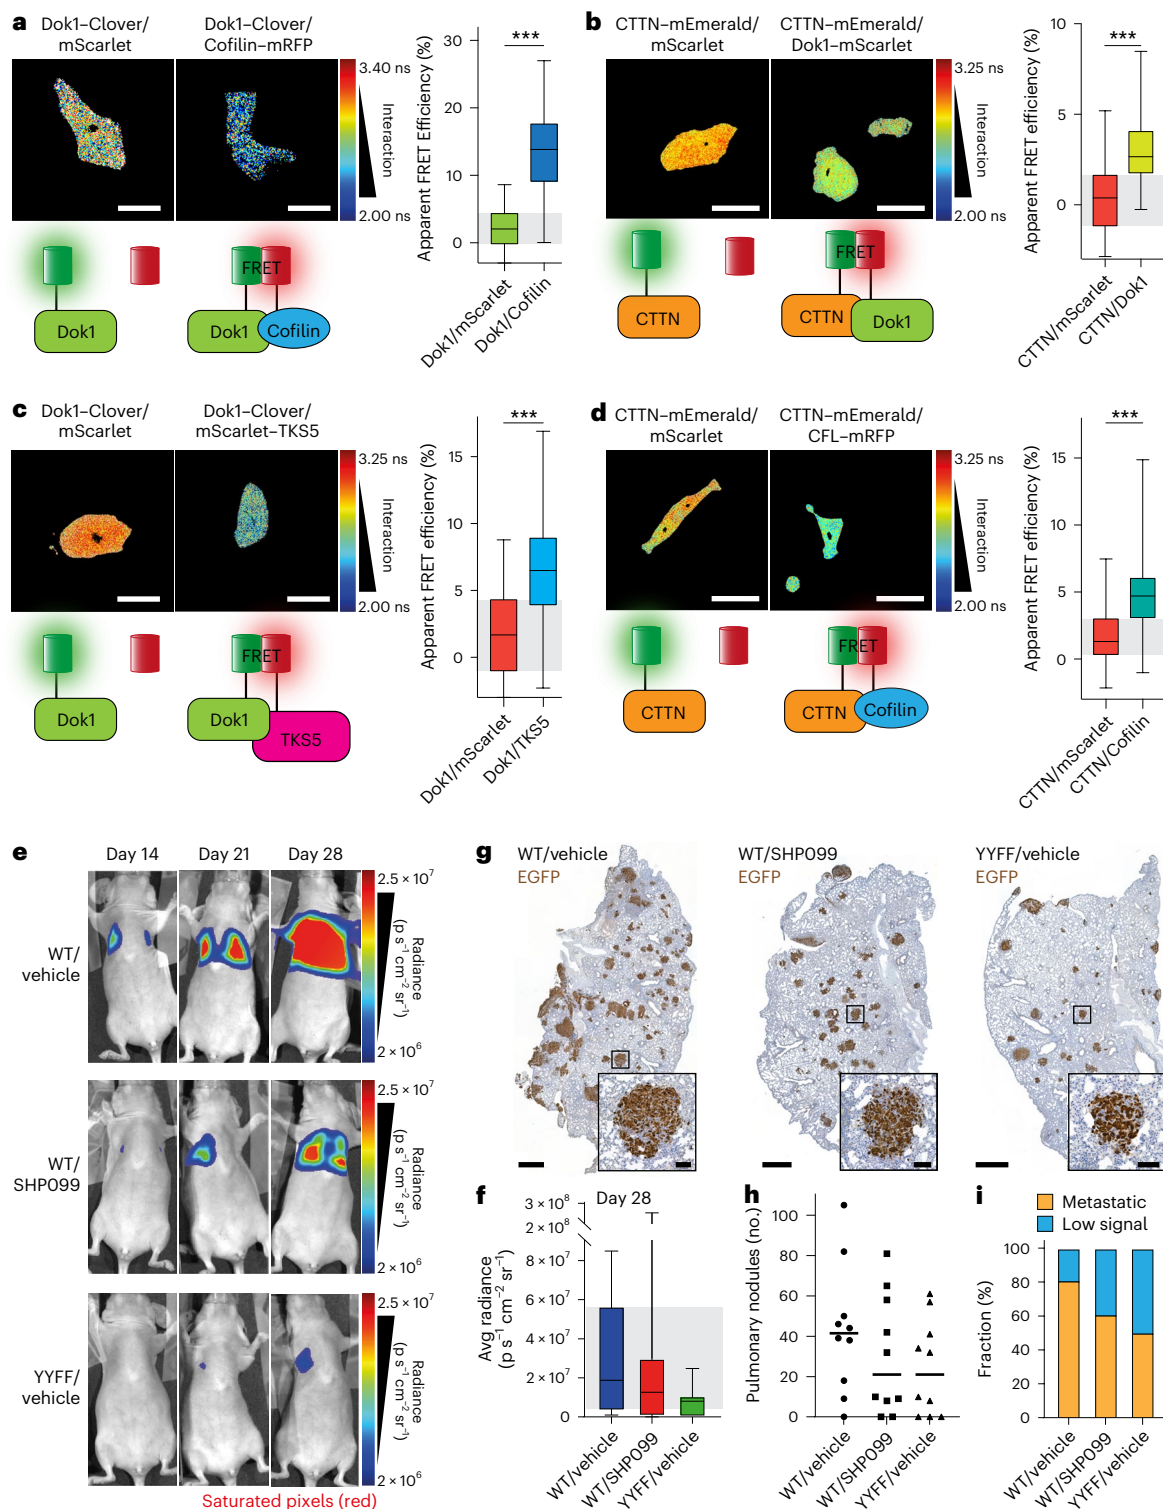 a
Dok1–Clover/
mScarlet
Dok1–Clover/
Cofilin–mRFP
3.40 ns
Interaction
2.00 ns
Dok1
FRET
Dok1
Cofilin
Apparent FRET Efficiency (%)
30
20
10
0
***
Dok1/mScarlet
Dok1/Cofilin
b
CTTN–mEmerald/
mScarlet
CTTN–mEmerald/
Dok1–mScarlet
3.25 ns
Interaction
2.00 ns
CTTN
FRET
CTTN
Dok1
Apparent FRET efficiency (%)
10
5
0
***
CTTN/mScarlet
CTTN/Dok1
c
Dok1–Clover/
mScarlet
Dok1–Clover/
mScarlet–TKS5
3.25 ns
Interaction
2.00 ns
Dok1
FRET
Dok1
TKS5
Apparent FRET efficiency (%)
15
10
5
0
***
Dok1/mScarlet
Dok1/TKS5
d
CTTN–mEmerald/
mScarlet
CTTN–mEmerald/
CFL–mRFP
3.25 ns
Interaction
2.00 ns
CTTN
FRET
CTTN
Cofilin
Apparent FRET efficiency (%)
15
10
5
0
***
CTTN/mScarlet
CTTN/Cofilin
e
Day 14
Day 21
Day 28
WT/
vehicle
2.5 × 10⁷
Radiance
(p s⁻¹ cm⁻² sr⁻¹)
2 × 10⁶
WT/
SHP099
2.5 × 10⁷
Radiance
(p s⁻¹ cm⁻² sr⁻¹)
2 × 10⁶
YYFF/
vehicle
2.5 × 10⁷
Radiance
(p s⁻¹ cm⁻² sr⁻¹)
2 × 10⁶
Saturated pixels (red)
g
WT/vehicle
EGFP
WT/SHP099
EGFP
YYFF/vehicle
EGFP
f
Day 28
3 × 10⁸
2 × 10⁸
8 × 10⁷
6 × 10⁷
4 × 10⁷
2 × 10⁷
0
Avg radiance
(p s⁻¹ cm⁻² sr⁻¹)
WT/vehicle
WT/SHP099
YYFF/vehicle
h
Pulmonary nodules (no.)
100
80
60
40
20
0
WT/vehicle
WT/SHP099
YYFF/vehicle
i
Metastatic
Low signal
Fraction (%)
100
80
60
40
20
0
WT/vehicle
WT/SHP099
YYFF/vehicle